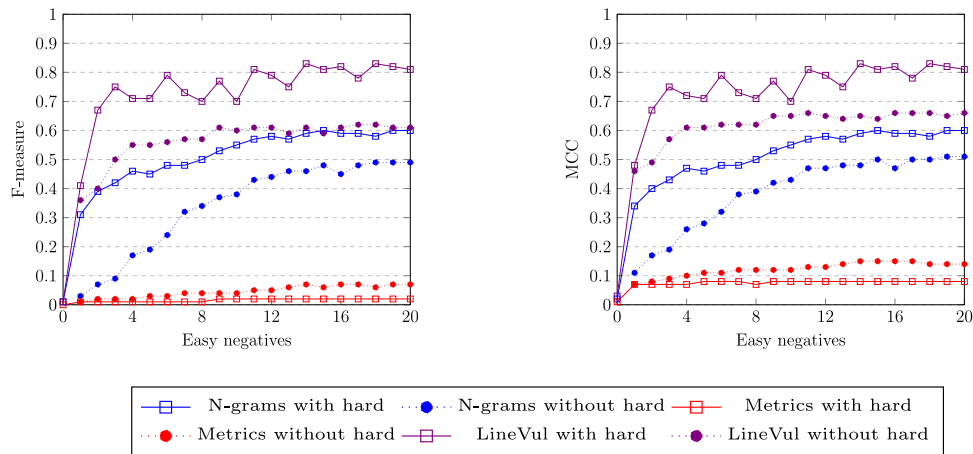 1
0.9
0.8
0.7
0.6
0.5
0.4
0.3
0.2
0.1
0
F-measure
0 4 8 12 16 20
Easy negatives
1
0.9
0.8
0.7
0.6
0.5
0.4
0.3
0.2
0.1
0
MCC
0 4 8 12 16 20
Easy negatives
N-grams with hard N-grams without hard Metrics with hard
Metrics without hard LineVul with hard LineVul without hard